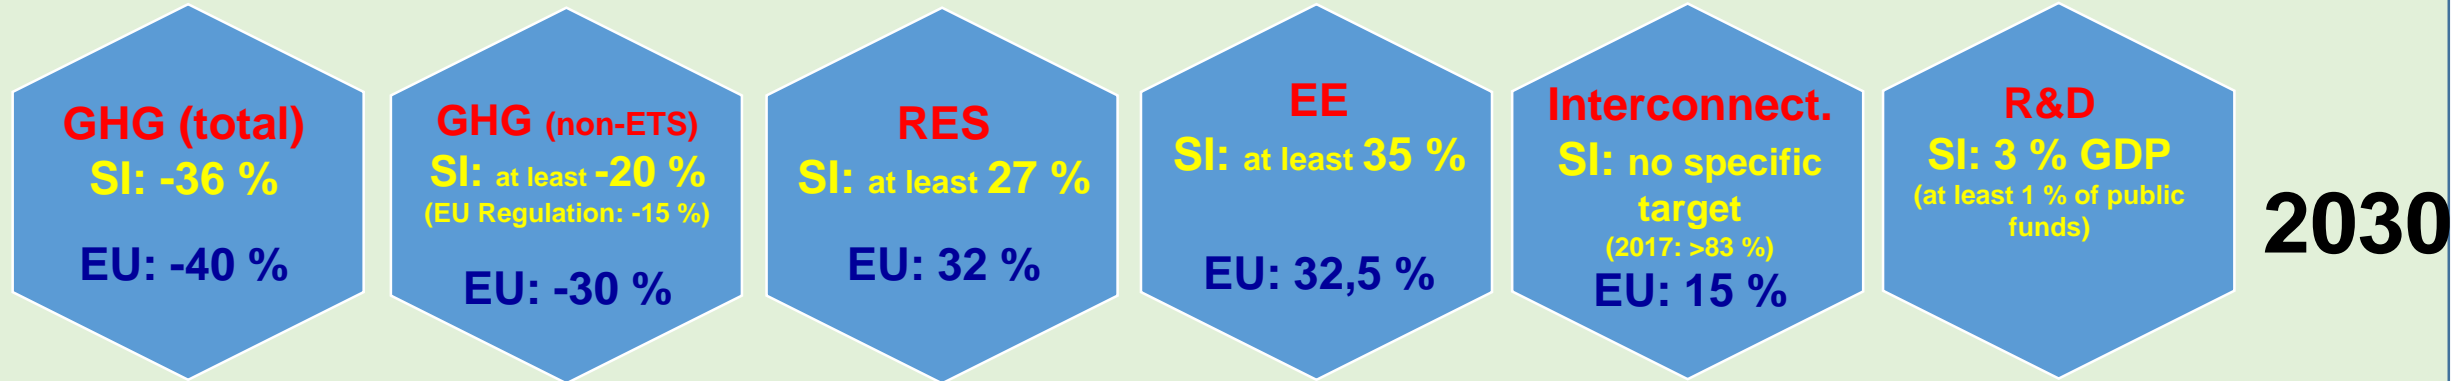 GHG (total)
SI: -36 %
EU: -40 %
GHG (non-ETS)
SI: at least -20 %
(EU Regulation: -15 %)
EU: -30 %
RES
SI: at least 27 %
EU: 32 %
EE
SI: at least 35 %
EU: 32,5 %
Interconnect.
SI: no specific
target
(2017: >83 %)
EU: 15 %
R&D
SI: 3 % GDP
(at least 1 % of public
funds)
2030